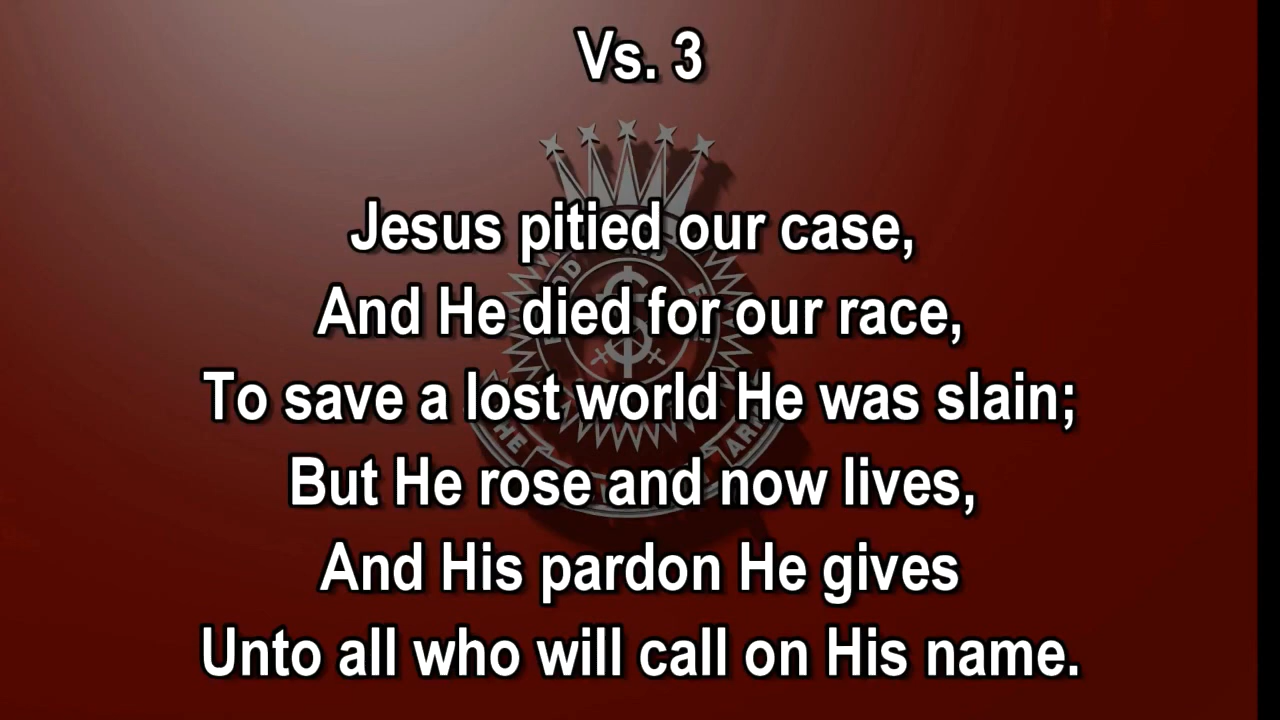 Vs. 3
Jesus pitied our case,
And He died for our race,
To save a lost world He was slain;
But He rose and now lives,
And His pardon He gives
Unto all who will call on His name.